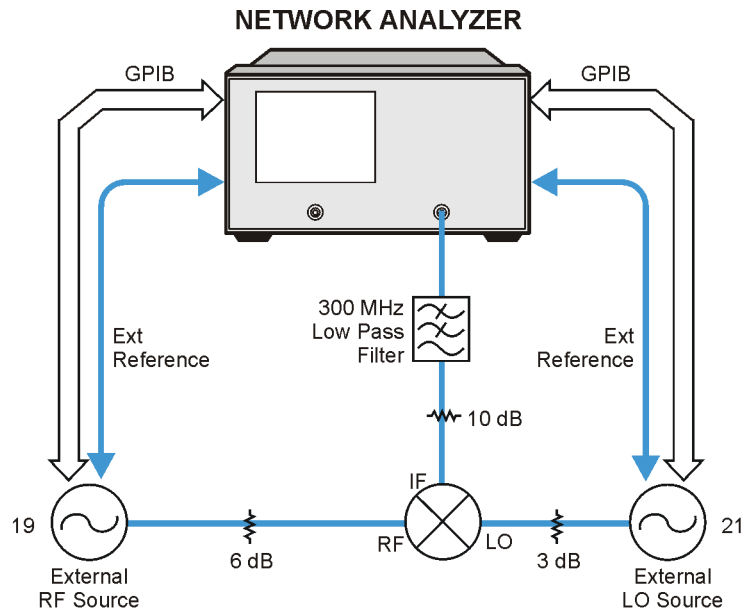 NETWORK ANALYZER
GPIB
GPIB
300 MHz
Low Pass
Filter
Ext
Reference
Ext
Reference
10 dB
IF
19
RF
LO
21
6 dB
3 dB
External
RF Source
External
LO Source